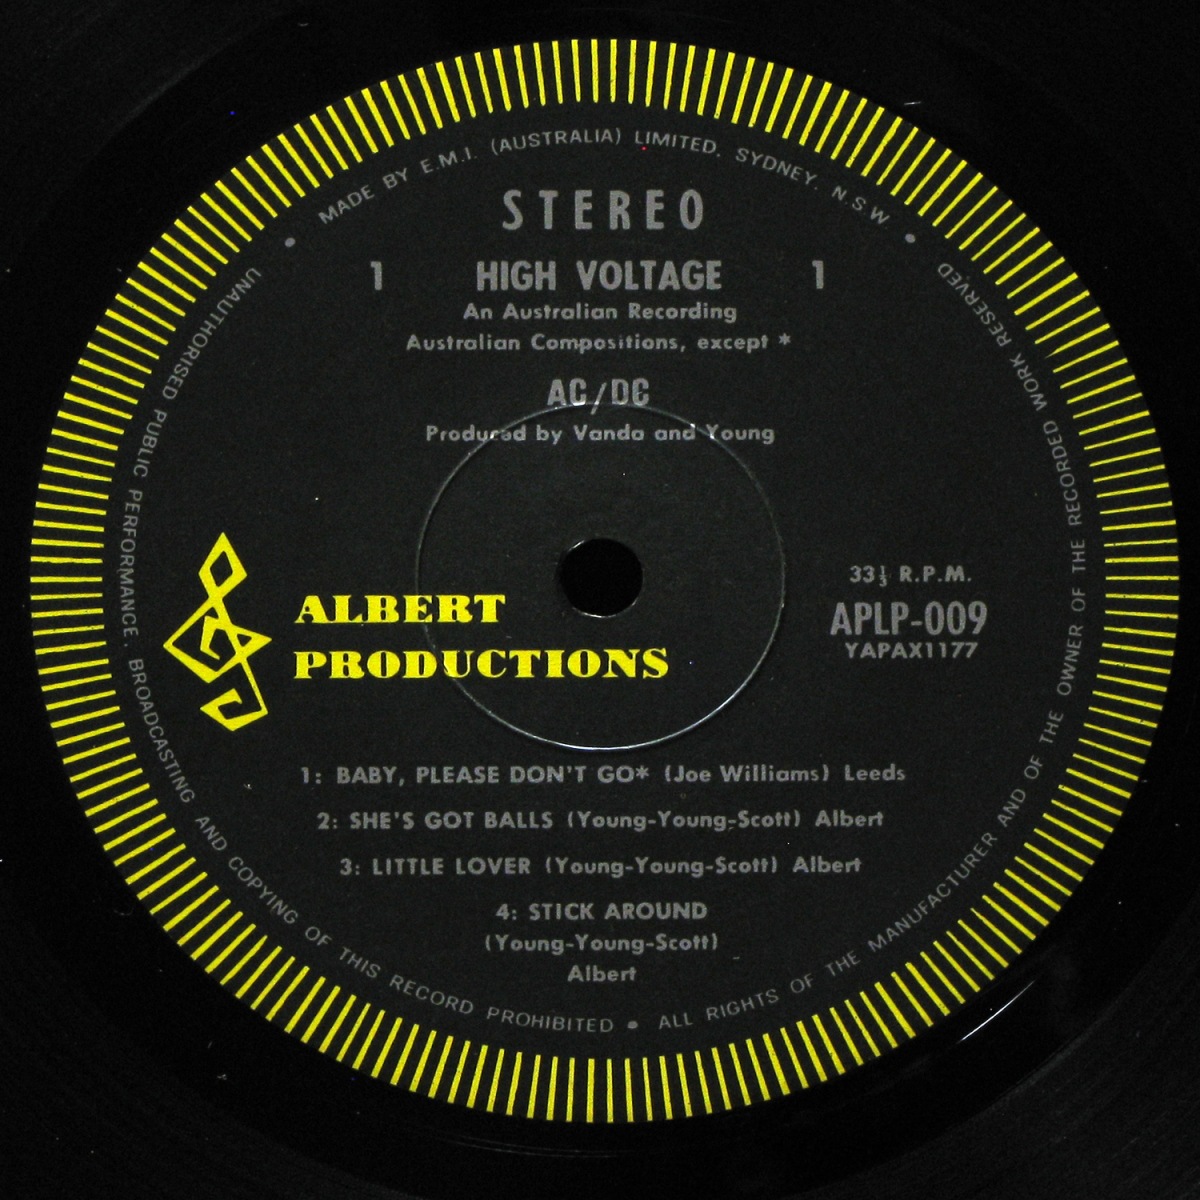 MADE BY E.M.I. (AUSTRALIA) LIMITED. SYDNEY. N.S.W. •
STEREO
1 HIGH VOLTAGE 1
An Australian Recording
Australian Compositions, except *
AC/DC
Produced by Vanda and Young
ALBERT
PRODUCTIONS
33⅓ R.P.M.
APLP-009
YAPAX1177
1: BABY, PLEASE DON'T GO* (Joe Williams) Leeds
2: SHE'S GOT BALLS (Young-Young-Scott) Albert
3: LITTLE LOVER (Young-Young-Scott) Albert
4: STICK AROUND
(Young-Young-Scott)
Albert
UNAUTHORISED PUBLIC PERFORMANCE. BROADCASTING AND COPYING OF THIS RECORD PROHIBITED • ALL RIGHTS OF THE MANUFACTURER AND OF THE OWNER OF THE RECORDED WORK RESERVED •